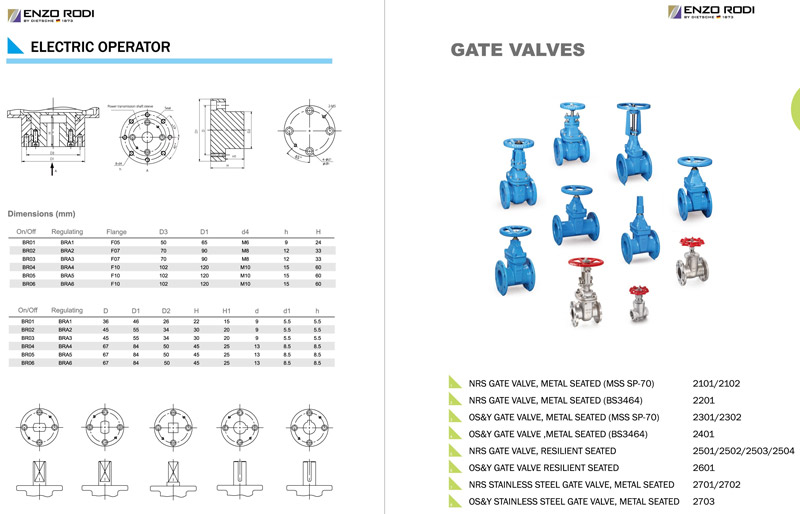 ENZO RODI
BY DIETSCHE 1873
ELECTRIC OPERATOR
Power transmission shaft sleeve
Dimensions (mm)
On/Off Regulating Flange D3 D1 d4 h H
BR01 BRA1 F05 50 65 M6 9 24
BR02 BRA2 F07 70 90 M8 12 33
BR03 BRA3 F07 70 90 M8 12 33
BR04 BRA4 F10 102 120 M10 15 60
BR05 BRA5 F10 102 120 M10 15 60
BR06 BRA6 F10 102 120 M10 15 60
On/Off Regulating D D1 D2 H H1 d d1 h
BR01 BRA1 36 46 26 22 15 9 5.5 5.5
BR02 BRA2 45 55 34 30 20 9 5.5 5.5
BR03 BRA3 45 55 34 30 20 9 5.5 5.5
BR04 BRA4 67 84 50 45 25 13 8.5 8.5
BR05 BRA5 67 84 50 45 25 13 8.5 8.5
BR06 BRA6 67 84 50 45 25 13 8.5 8.5
ENZO RODI
BY DIETSCHE 1873
GATE VALVES
NRS GATE VALVE, METAL SEATED (MSS SP-70) 2101/2102
NRS GATE VALVE, METAL SEATED (BS3464) 2201
OS&Y GATE VALVE, METAL SEATED (MSS SP-70) 2301/2302
OS&Y GATE VALVE ,METAL SEATED (BS3464) 2401
NRS GATE VALVE, RESILIENT SEATED 2501/2502/2503/2504
OS&Y GATE VALVE RESILIENT SEATED 2601
NRS STAINLESS STEEL GATE VALVE, METAL SEATED 2701/2702
OS&Y STAINLESS STEEL GATE VALVE, METAL SEATED 2703